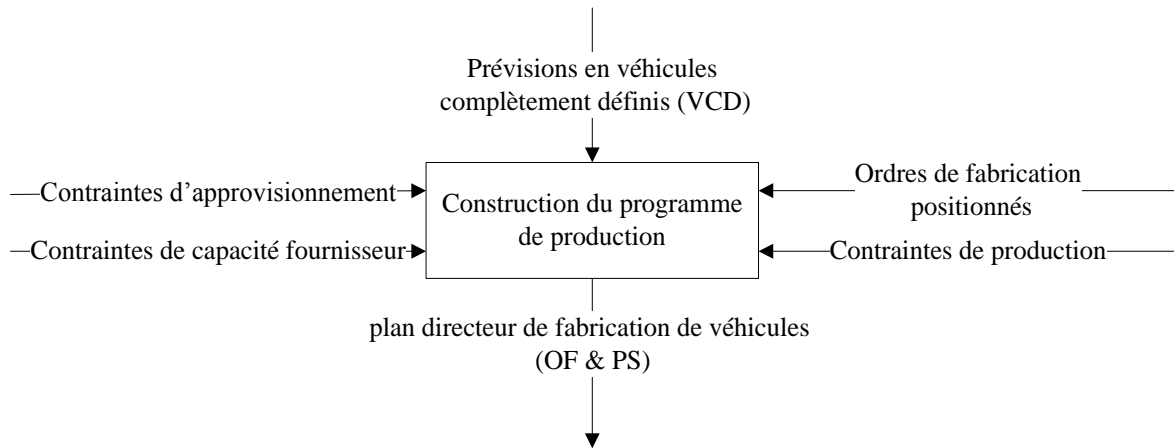 Prévisions en véhicules
complètement définis (VCD)
Contraintes d’approvisionnement
Contraintes de capacité fournisseur
Construction du programme
de production
Ordres de fabrication
positionnés
Contraintes de production
plan directeur de fabrication de véhicules
(OF & PS)